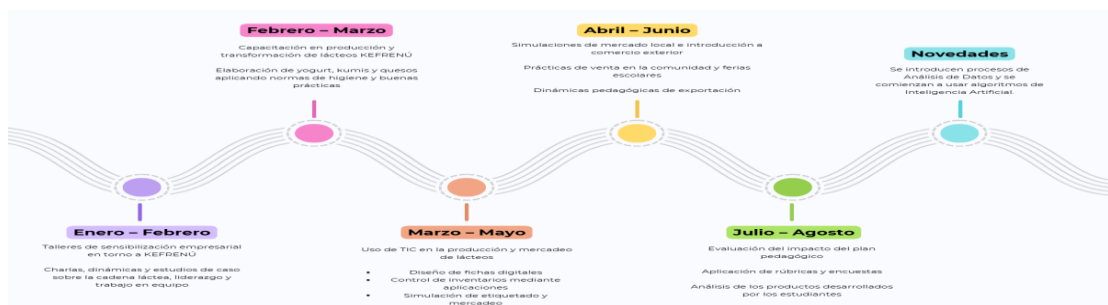 Febrero – Marzo
Capacitación en producción y
transformación de lácteos KEFRENÚ
Elaboración de yogurt, kumis y quesos
aplicando normas de higiene y buenas
prácticas
Abril – Junio
Simulaciones de mercado local e introducción a
comercio exterior
Prácticas de venta en la comunidad y ferias
escolares
Dinámicas pedagógicas de exportación
Novedades
Se introducen procesos de
Análisis de Datos y se
comienzan a usar algoritmos de
Inteligencia Artificial.
Enero – Febrero
Talleres de sensibilización empresarial
en torno a KEFRENÚ
Charlas, dinámicas y estudios de caso
sobre la cadena láctea, liderazgo y
trabajo en equipo
Marzo – Mayo
Uso de TIC en la producción y mercadeo
de lácteos
• Diseño de fichas digitales
• Control de inventarios mediante
aplicaciones
• Simulación de etiquetado y
mercadeo
Julio – Agosto
Evaluación del impacto del plan
pedagógico
Aplicación de rúbricas y encuestas
Análisis de los productos desarrollados
por los estudiantes